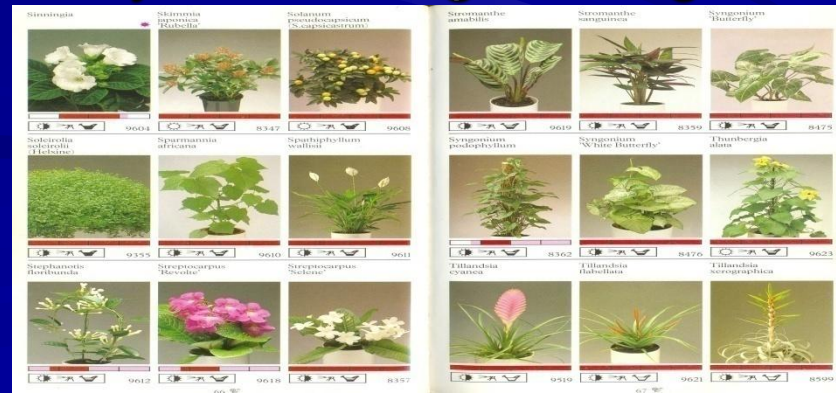 Sinningia
Skimmia
japonica
'Rubella'
Solanum
pseudocapsicum
(S.capsicastrum)
9604
8347
9608
Soleirolia
soleirolii
(Helxine)
Sparmannia
africana
Spathiphyllum
wallisii
9355
9610
9611
Stephanotis
floribunda
Streptocarpus
'Revolte'
Streptocarpus
'Selene'
9612
9618
8357
66
Stromanthe
amabilis
Stromanthe
sanguinea
Syngonium
'Butterfly'
9619
8359
8475
Syngonium
podophyllum
Syngonium
'White Butterfly'
Thunbergia
alata
8362
8476
9623
Tillandsia
cyanea
Tillandsia
flabellata
Tillandsia
xerographica
9519
9621
8599
67